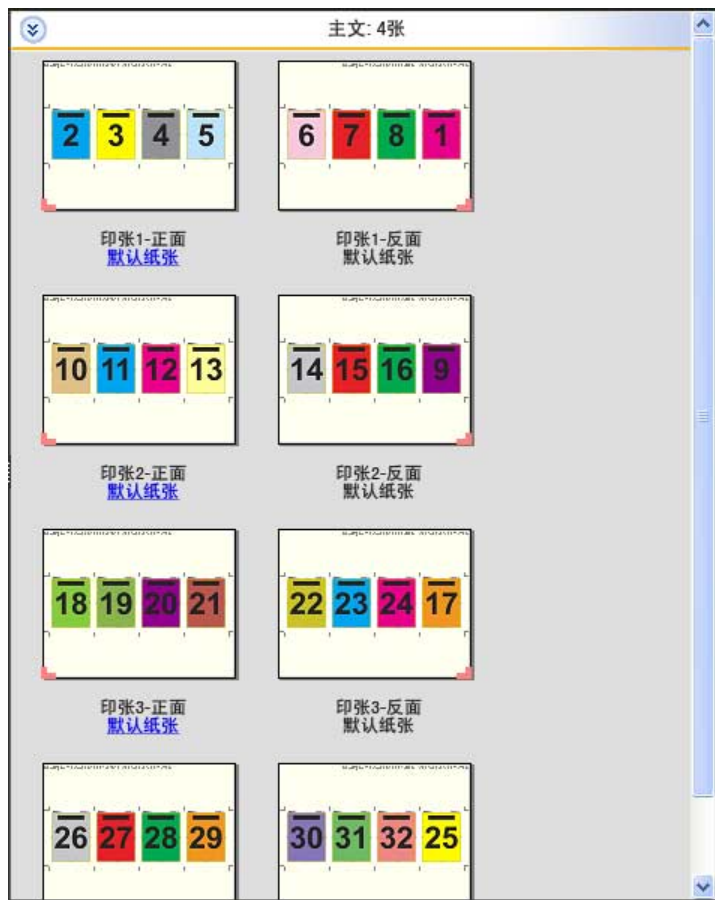 主文: 4张
2 3 4 5
6 7 8 1
印张1-正面
默认纸张
印张1-反面
默认纸张
10 11 12 13
14 15 16 9
印张2-正面
默认纸张
印张2-反面
默认纸张
18 19 20 21
22 23 24 17
印张3-正面
默认纸张
印张3-反面
默认纸张
26 27 28 29
30 31 32 25